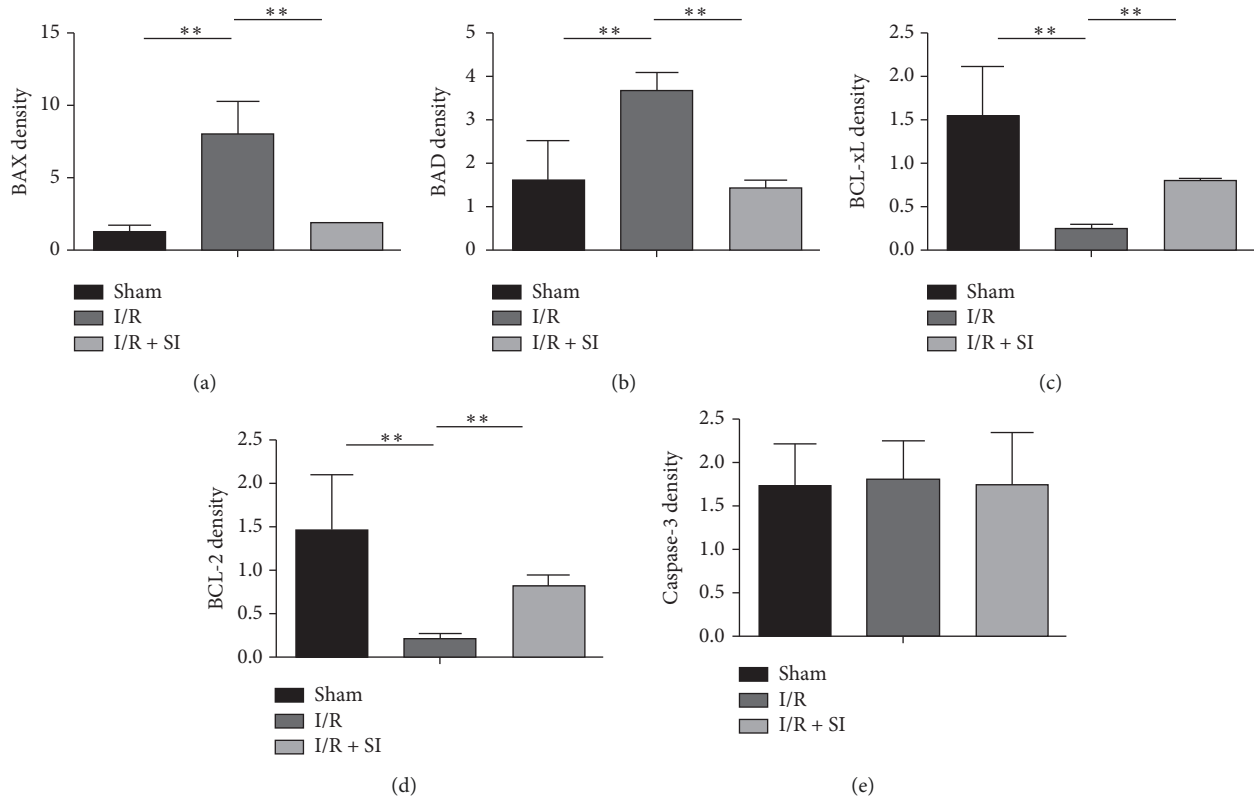 ** **
15
10
5
0
BAX density
Sham
I/R
I/R + SI
(a)
** **
5
4
3
2
1
0
BAD density
Sham
I/R
I/R + SI
(b)
** **
2.5
2.0
1.5
1.0
0.5
0.0
BCL-xL density
Sham
I/R
I/R + SI
(c)
** **
2.5
2.0
1.5
1.0
0.5
0.0
BCL-2 density
Sham
I/R
I/R + SI
(d)
2.5
2.0
1.5
1.0
0.5
0.0
Caspase-3 density
Sham
I/R
I/R + SI
(e)